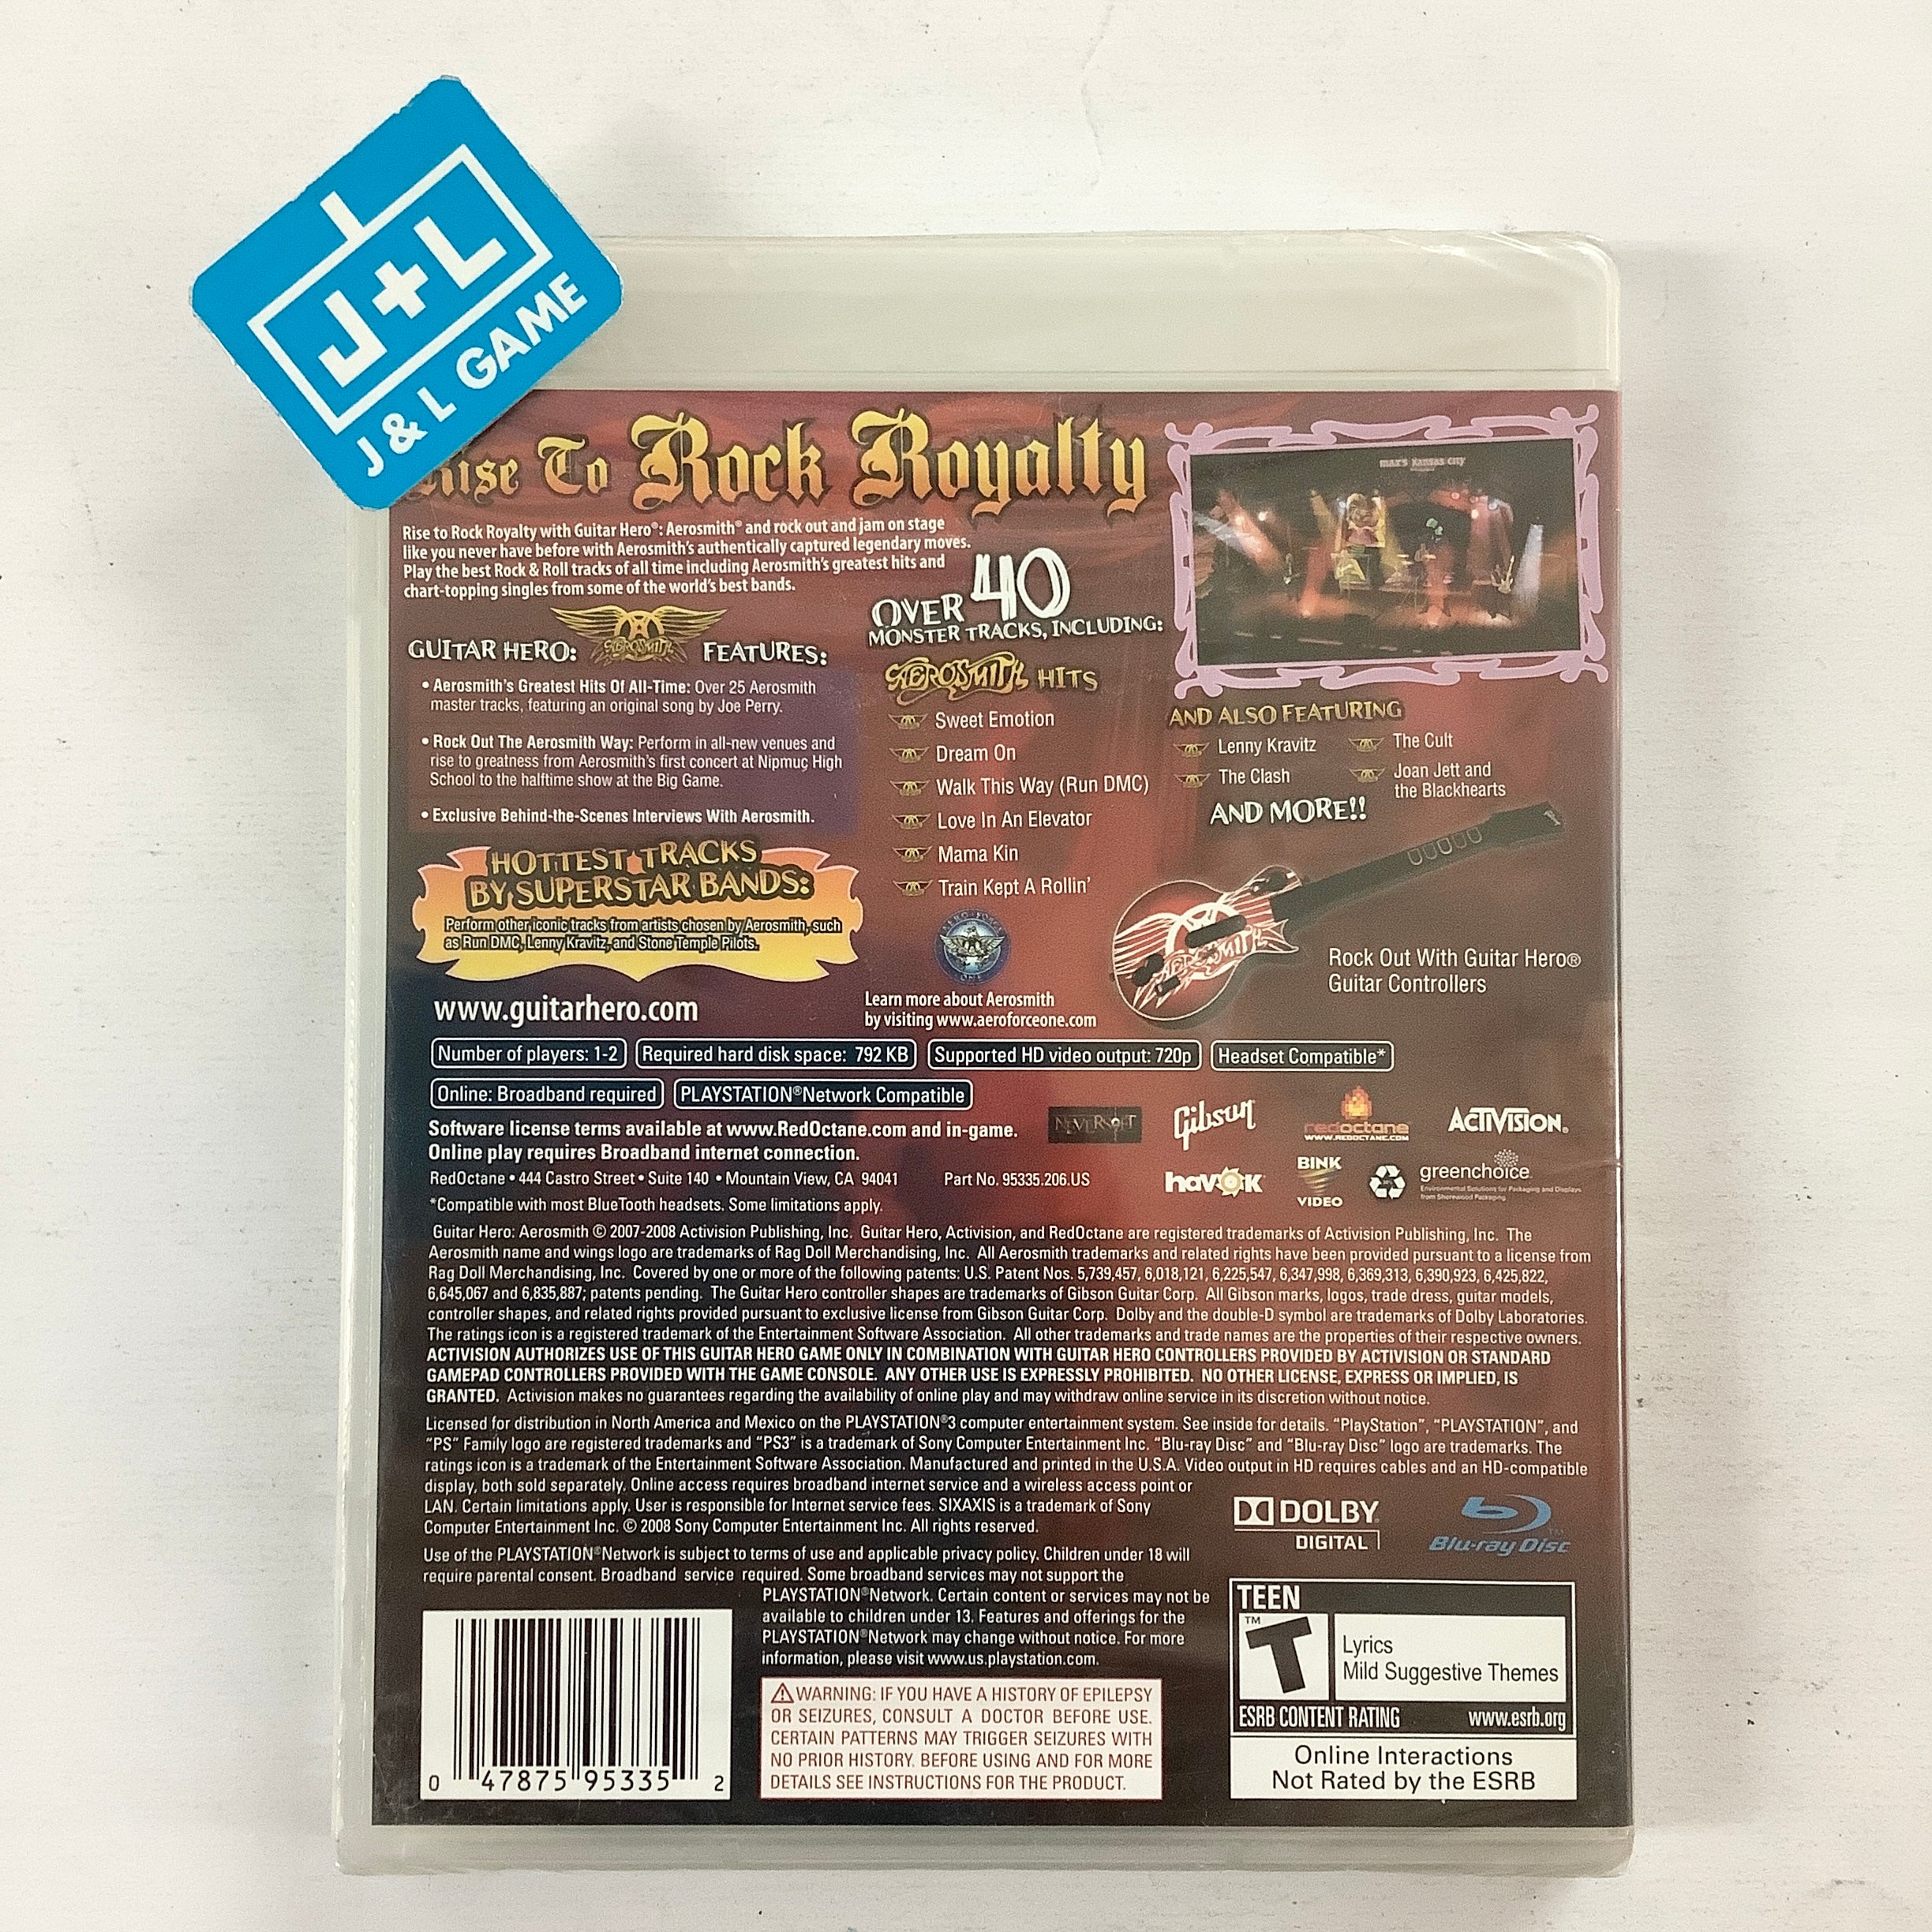 J+L
J & L GAME
Rise To Rock Royalty
max's kansas city
Rise to Rock Royalty with Guitar Hero®: Aerosmith® and rock out and jam on stage
like you never have before with Aerosmith's authentically captured legendary moves.
Play the best Rock & Roll tracks of all time including Aerosmith's greatest hits and
chart-topping singles from some of the world's best bands.
GUITAR HERO: AEROSMITH FEATURES:
• Aerosmith's Greatest Hits Of All-Time: Over 25 Aerosmith
master tracks, featuring an original song by Joe Perry.
• Rock Out The Aerosmith Way: Perform in all-new venues and
rise to greatness from Aerosmith's first concert at Nipmuc High
School to the halftime show at the Big Game.
• Exclusive Behind-the-Scenes Interviews With Aerosmith.
HOTTEST TRACKS
BY SUPERSTAR BANDS:
Perform other iconic tracks from artists chosen by Aerosmith, such
as Run DMC, Lenny Kravitz, and Stone Temple Pilots.
www.guitarhero.com
OVER 40
MONSTER TRACKS, INCLUDING:
AEROSMITH HITS
Sweet Emotion
Dream On
Walk This Way (Run DMC)
Love In An Elevator
Mama Kin
Train Kept A Rollin'
AERO FORCE
ONE
Learn more about Aerosmith
by visiting www.aeroforceone.com
AND ALSO FEATURING
Lenny Kravitz
The Cult
The Clash
Joan Jett and
the Blackhearts
AND MORE!!
AEROSMITH
Rock Out With Guitar Hero®
Guitar Controllers
Number of players: 1-2
Required hard disk space: 792 KB
Supported HD video output: 720p
Headset Compatible*
Online: Broadband required
PLAYSTATION®Network Compatible
Software license terms available at www.RedOctane.com and in-game.
Online play requires Broadband internet connection.
NEVERSOFT
Gibson
redoctane
WWW.REDOCTANE.COM
ACTIVISION.
RedOctane • 444 Castro Street • Suite 140 • Mountain View, CA 94041
Part No. 95335.206.US
*Compatible with most BlueTooth headsets. Some limitations apply.
havok
BINK
VIDEO
greenchoice
Environmental Solutions for Packaging and Displays
from Shorewood Packaging
Guitar Hero: Aerosmith © 2007-2008 Activision Publishing, Inc. Guitar Hero, Activision, and RedOctane are registered trademarks of Activision Publishing, Inc. The
Aerosmith name and wings logo are trademarks of Rag Doll Merchandising, Inc. All Aerosmith trademarks and related rights have been provided pursuant to a license from
Rag Doll Merchandising, Inc. Covered by one or more of the following patents: U.S. Patent Nos. 5,739,457, 6,018,121, 6,225,547, 6,347,998, 6,369,313, 6,390,923, 6,425,822,
6,645,067 and 6,835,887; patents pending. The Guitar Hero controller shapes are trademarks of Gibson Guitar Corp. All Gibson marks, logos, trade dress, guitar models,
controller shapes, and related rights provided pursuant to exclusive license from Gibson Guitar Corp. Dolby and the double-D symbol are trademarks of Dolby Laboratories.
The ratings icon is a registered trademark of the Entertainment Software Association. All other trademarks and trade names are the properties of their respective owners.
ACTIVISION AUTHORIZES USE OF THIS GUITAR HERO GAME ONLY IN COMBINATION WITH GUITAR HERO CONTROLLERS PROVIDED BY ACTIVISION OR STANDARD
GAMEPAD CONTROLLERS PROVIDED WITH THE GAME CONSOLE. ANY OTHER USE IS EXPRESSLY PROHIBITED. NO OTHER LICENSE, EXPRESS OR IMPLIED, IS
GRANTED. Activision makes no guarantees regarding the availability of online play and may withdraw online service in its discretion without notice.
Licensed for distribution in North America and Mexico on the PLAYSTATION®3 computer entertainment system. See inside for details. "PlayStation", "PLAYSTATION", and
"PS" Family logo are registered trademarks and "PS3" is a trademark of Sony Computer Entertainment Inc. "Blu-ray Disc" and "Blu-ray Disc" logo are trademarks. The
ratings icon is a trademark of the Entertainment Software Association. Manufactured and printed in the U.S.A. Video output in HD requires cables and an HD-compatible
display, both sold separately. Online access requires broadband internet service and a wireless access point or
LAN. Certain limitations apply. User is responsible for Internet service fees. SIXAXIS is a trademark of Sony
Computer Entertainment Inc. © 2008 Sony Computer Entertainment Inc. All rights reserved.
Use of the PLAYSTATION®Network is subject to terms of use and applicable privacy policy. Children under 18 will
require parental consent. Broadband service required. Some broadband services may not support the
PLAYSTATION®Network. Certain content or services may not be
available to children under 13. Features and offerings for the
PLAYSTATION®Network may change without notice. For more
information, please visit www.us.playstation.com.
DOLBY
DIGITAL
Blu-ray Disc™
0 47875 95335 2
⚠WARNING: IF YOU HAVE A HISTORY OF EPILEPSY
OR SEIZURES, CONSULT A DOCTOR BEFORE USE.
CERTAIN PATTERNS MAY TRIGGER SEIZURES WITH
NO PRIOR HISTORY. BEFORE USING AND FOR MORE
DETAILS SEE INSTRUCTIONS FOR THE PRODUCT.
TEEN
T™
Lyrics
Mild Suggestive Themes
ESRB CONTENT RATING www.esrb.org
Online Interactions
Not Rated by the ESRB